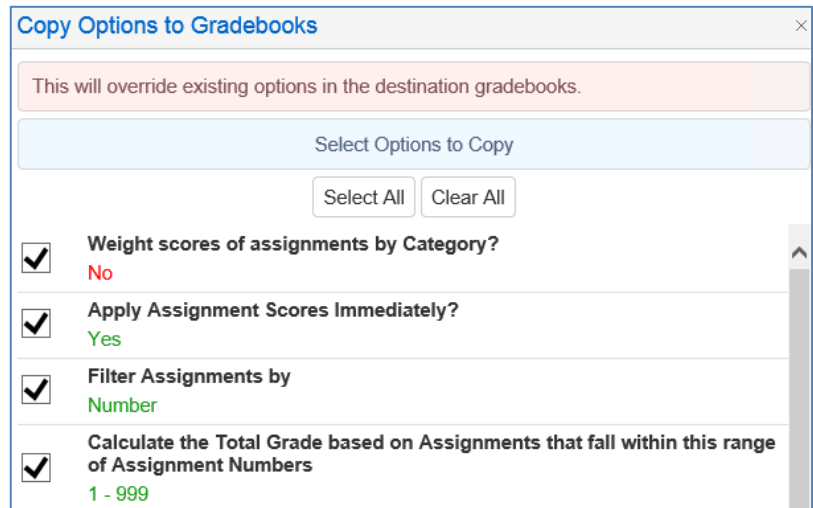 Copy Options to Gradebooks
This will override existing options in the destination gradebooks.
Select Options to Copy
Select All Clear All
Weight scores of assignments by Category?
No
Apply Assignment Scores Immediately?
Yes
Filter Assignments by
Number
Calculate the Total Grade based on Assignments that fall within this range
of Assignment Numbers
1 - 999